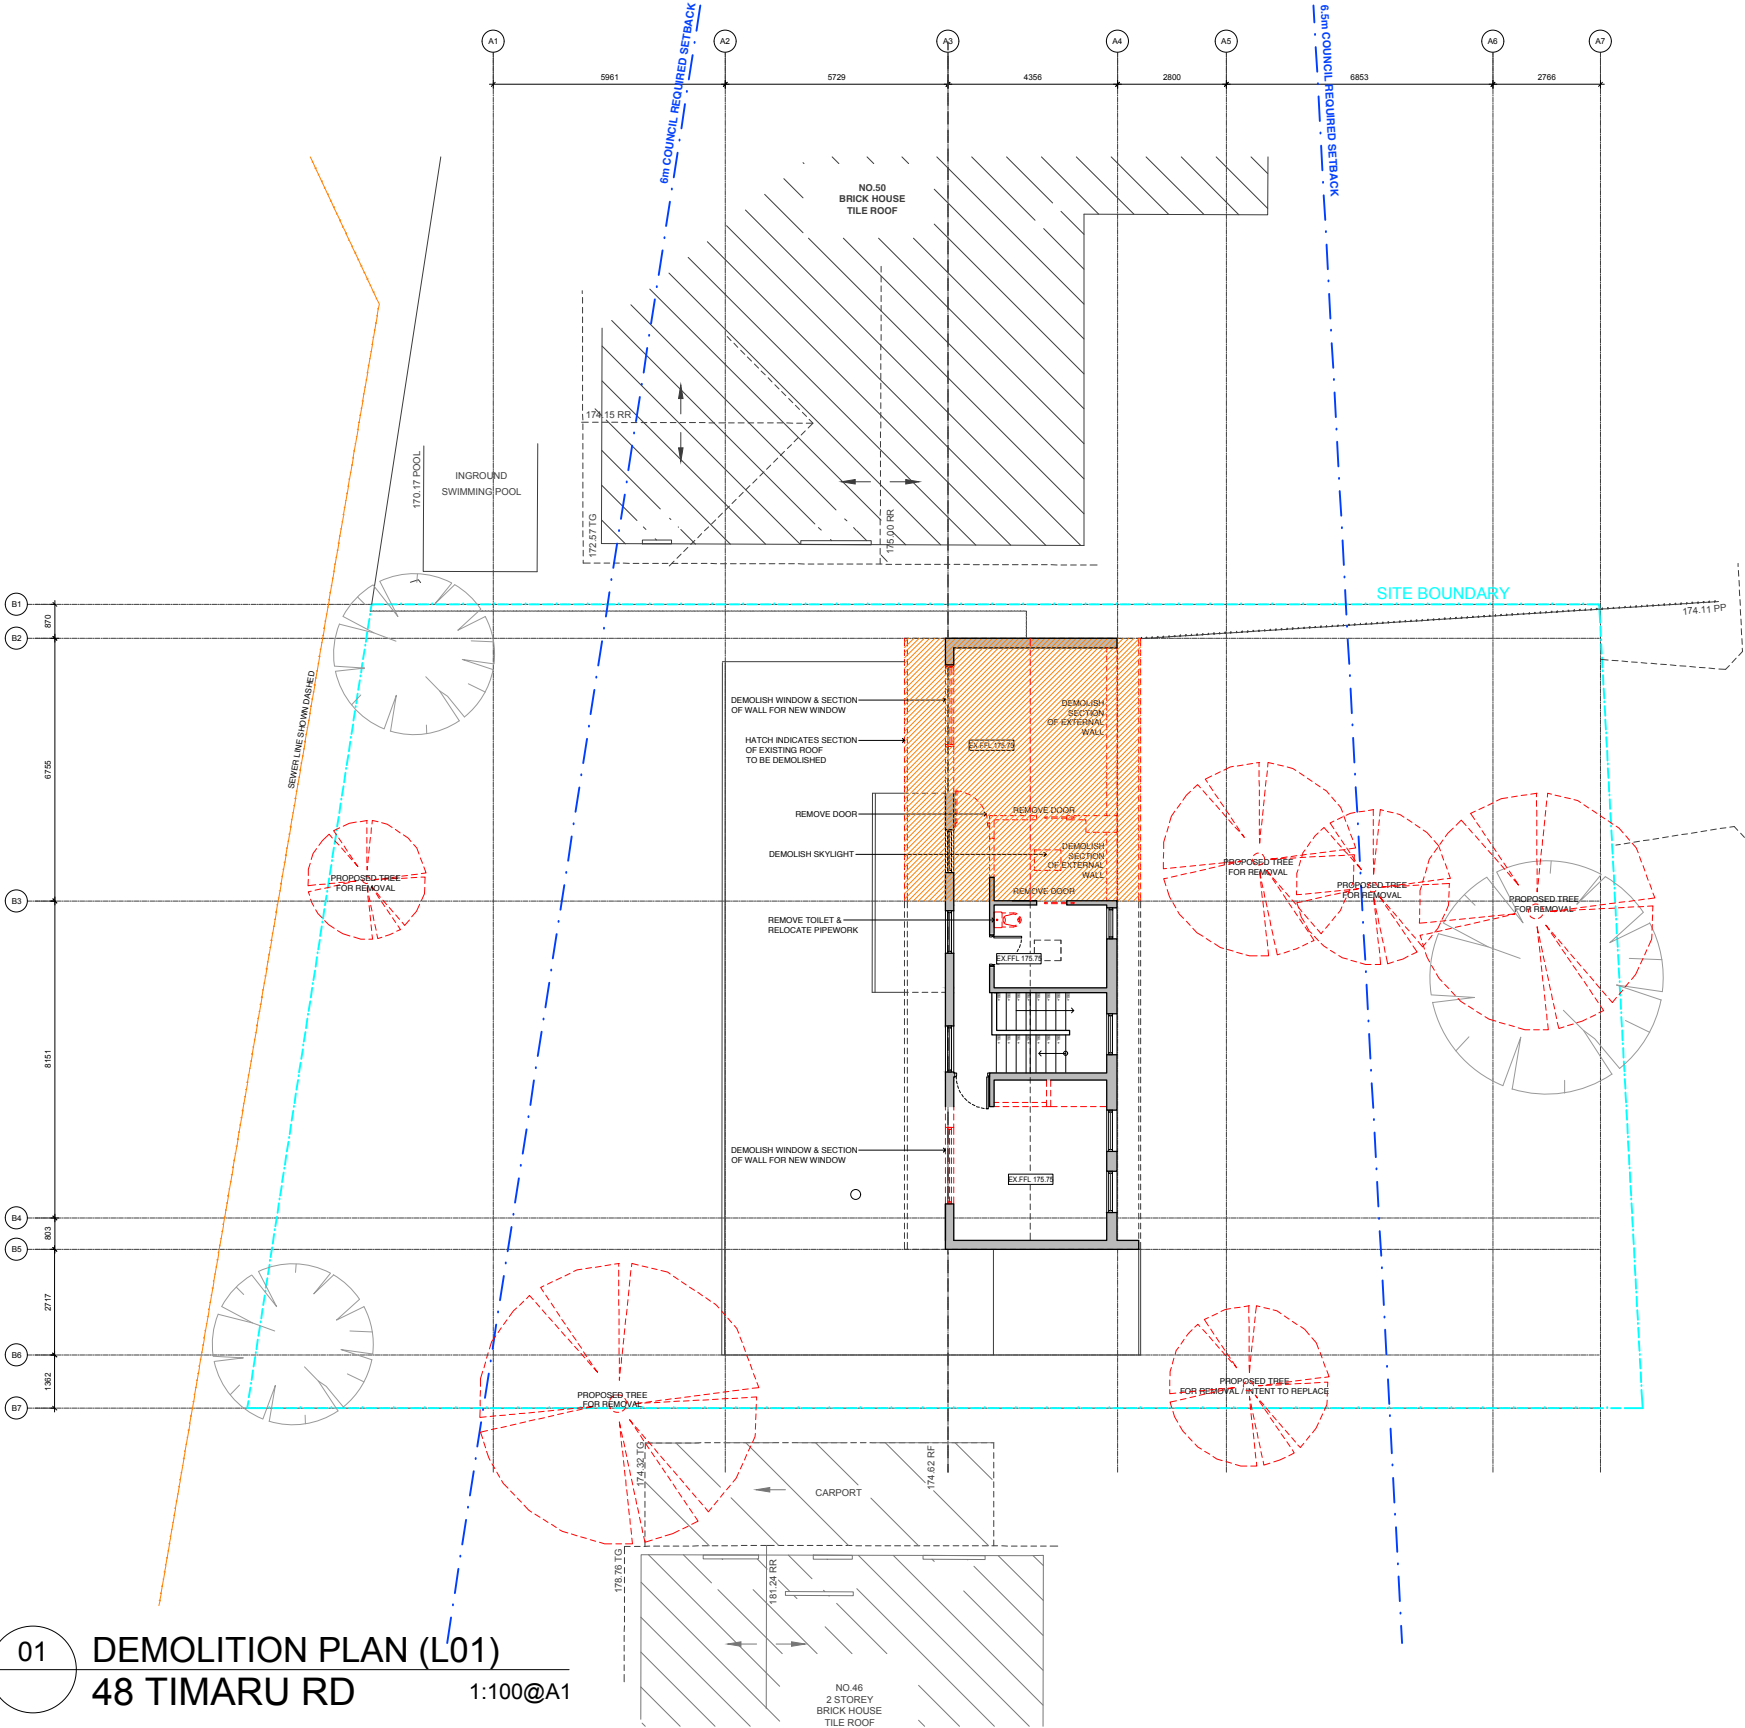 6m COUNCIL REQUIRED SETBACK
6.5m COUNCIL REQUIRED SETBACK
A1
A2
A3
A4
A5
A6
A7
5961
5729
4356
2800
6853
2766
NO.50
BRICK HOUSE
TILE ROOF
174.15 RR
170.17 POOL
INGROUND
SWIMMING POOL
172.57 TG
175.00 RR
SITE BOUNDARY
174.11 PP
B1
870
B2
6755
B3
8151
B4
803
B5
2717
B6
1362
B7
SEWER LINE SHOWN DASHED
DEMOLISH WINDOW & SECTION
OF WALL FOR NEW WINDOW
DEMOLISH
SECTION
OF EXTERNAL
WALL
HATCH INDICATES SECTION
OF EXISTING ROOF
TO BE DEMOLISHED
EX.FFL 175.75
REMOVE DOOR
REMOVE DOOR
DEMOLISH SKYLIGHT
DEMOLISH
SECTION
OF EXTERNAL
WALL
REMOVE DOOR
PROPOSED TREE
FOR REMOVAL
PROPOSED TREE
FOR REMOVAL
PROPOSED TREE
FOR REMOVAL
PROPOSED TREE
FOR REMOVAL
REMOVE TOILET &
RELOCATE PIPEWORK
EX.FFL 175.75
DEMOLISH WINDOW & SECTION
OF WALL FOR NEW WINDOW
EX.FFL 175.75
PROPOSED TREE
FOR REMOVAL
PROPOSED TREE
FOR REMOVAL / INTENT TO REPLACE
174.32 TG
174.62 RF
CARPORT
178.76 TG
181.24 RR
NO.46
2 STOREY
BRICK HOUSE
TILE ROOF
01
DEMOLITION PLAN (L01)
48 TIMARU RD
1:100@A1